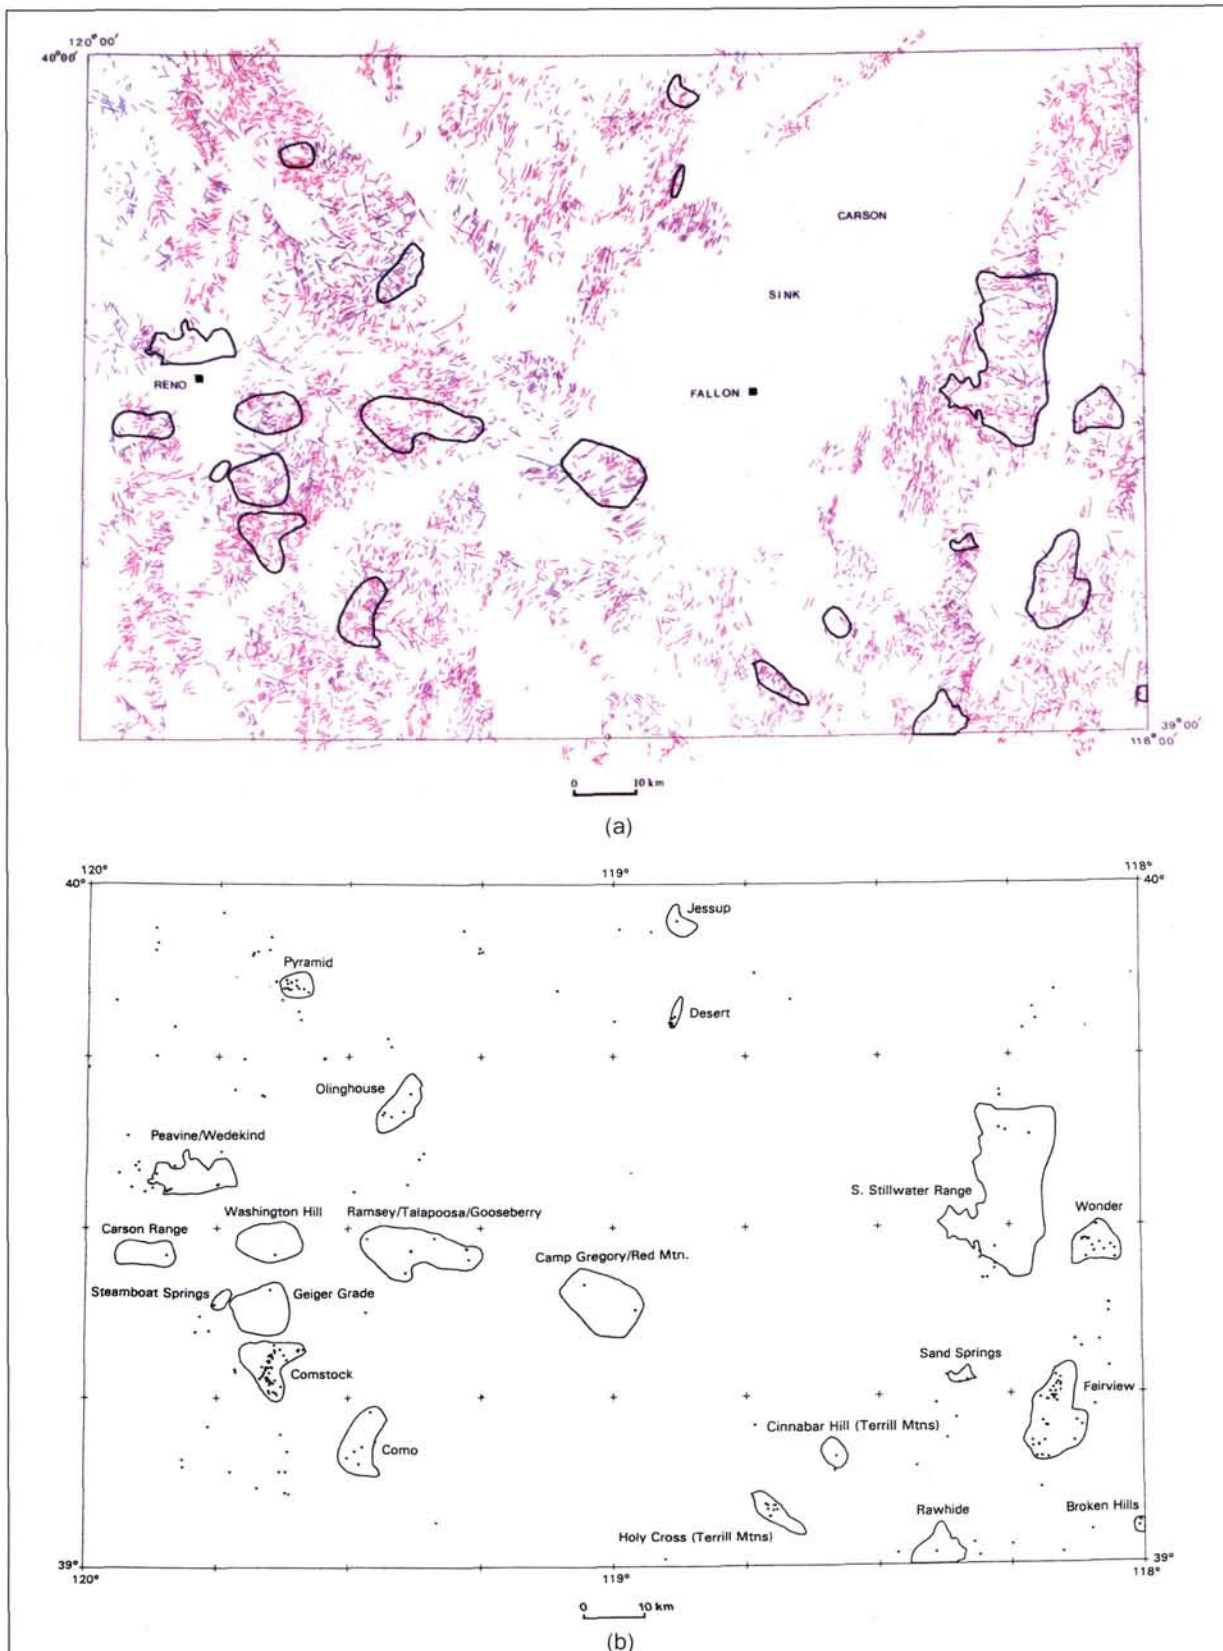 120°00'
40°00'
CARSON
SINK
RENO
FALLON
39°00'
118°00'
0 10 km
(a)
120° 119° 118°
40° 40°
Jessup
Pyramid
Desert
Olinghouse
Peavine/Wedekind
S. Stillwater Range
Wonder
Carson Range
Washington Hill
Ramsey/Talapoosa/Gooseberry
Camp Gregory/Red Mtn.
Steamboat Springs
Geiger Grade
Sand Springs
Comstock
Fairview
Cinnabar Hill (Terrill Mtns)
Como
Broken Hills
Rawhide
Holy Cross (Terrill Mtns)
39° 39°
120° 119° 118°
0 10 km
(b)